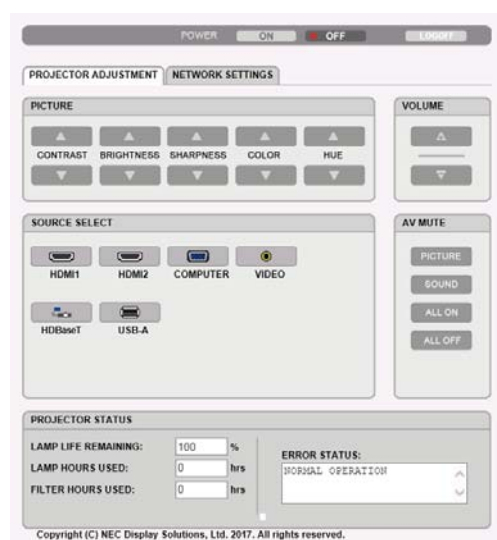 POWER ON OFF LOGOFF
PROJECTOR ADJUSTMENT NETWORK SETTINGS
PICTURE
CONTRAST BRIGHTNESS SHARPNESS COLOR HUE
VOLUME
SOURCE SELECT
HDMI1 HDMI2 COMPUTER VIDEO
HDBaseT USB-A
AV MUTE
PICTURE
SOUND
ALL ON
ALL OFF
PROJECTOR STATUS
LAMP LIFE REMAINING: 100 %
LAMP HOURS USED: 0 hrs
FILTER HOURS USED: 0 hrs
ERROR STATUS:
NORMAL OPERATION
Copyright (C) NEC Display Solutions, Ltd. 2017. All rights reserved.